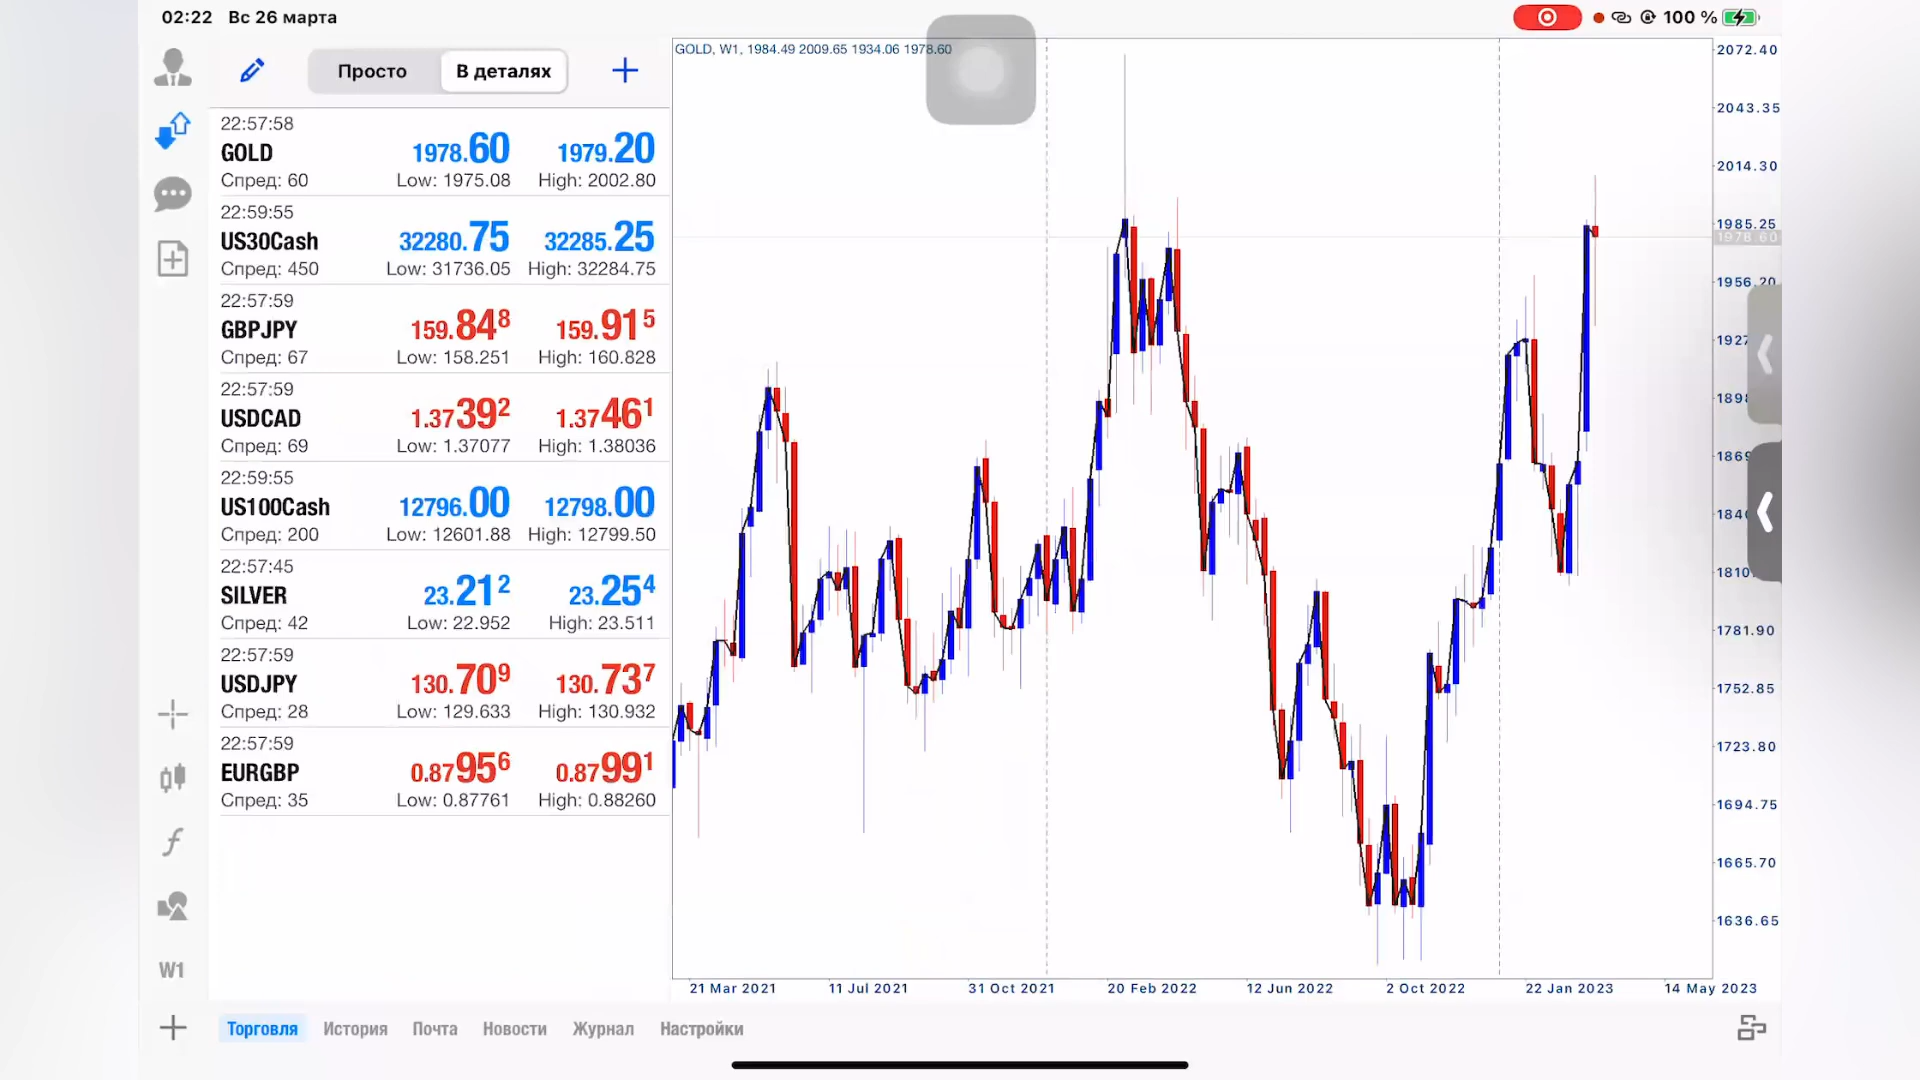 02:22 Вс 26 марта
100 %
Просто
В деталях
22:57:58
GOLD 1978.60 1979.20
Спред: 60 Low: 1975.08 High: 2002.80
22:59:55
US30Cash 32280.75 32285.25
Спред: 450 Low: 31736.05 High: 32284.75
22:57:59
GBPJPY 159.848 159.915
Спред: 67 Low: 158.251 High: 160.828
22:57:59
USDCAD 1.37392 1.37461
Спред: 69 Low: 1.37077 High: 1.38036
22:59:55
US100Cash 12796.00 12798.00
Спред: 200 Low: 12601.88 High: 12799.50
22:57:45
SILVER 23.212 23.254
Спред: 42 Low: 22.952 High: 23.511
22:57:59
USDJPY 130.709 130.737
Спред: 28 Low: 129.633 High: 130.932
22:57:59
EURGBP 0.87956 0.87991
Спред: 35 Low: 0.87761 High: 0.88260
W1
GOLD, W1, 1984.49 2009.65 1934.06 1978.60
2072.40
2043.35
2014.30
1985.25
1978.60
1956.20
1927
1898
1869
1840
1810.
1781.90
1752.85
1723.80
1694.75
1665.70
1636.65
21 Mar 2021 11 Jul 2021 31 Oct 2021 20 Feb 2022 12 Jun 2022 2 Oct 2022 22 Jan 2023 14 May 2023
Торговля История Почта Новости Журнал Настройки